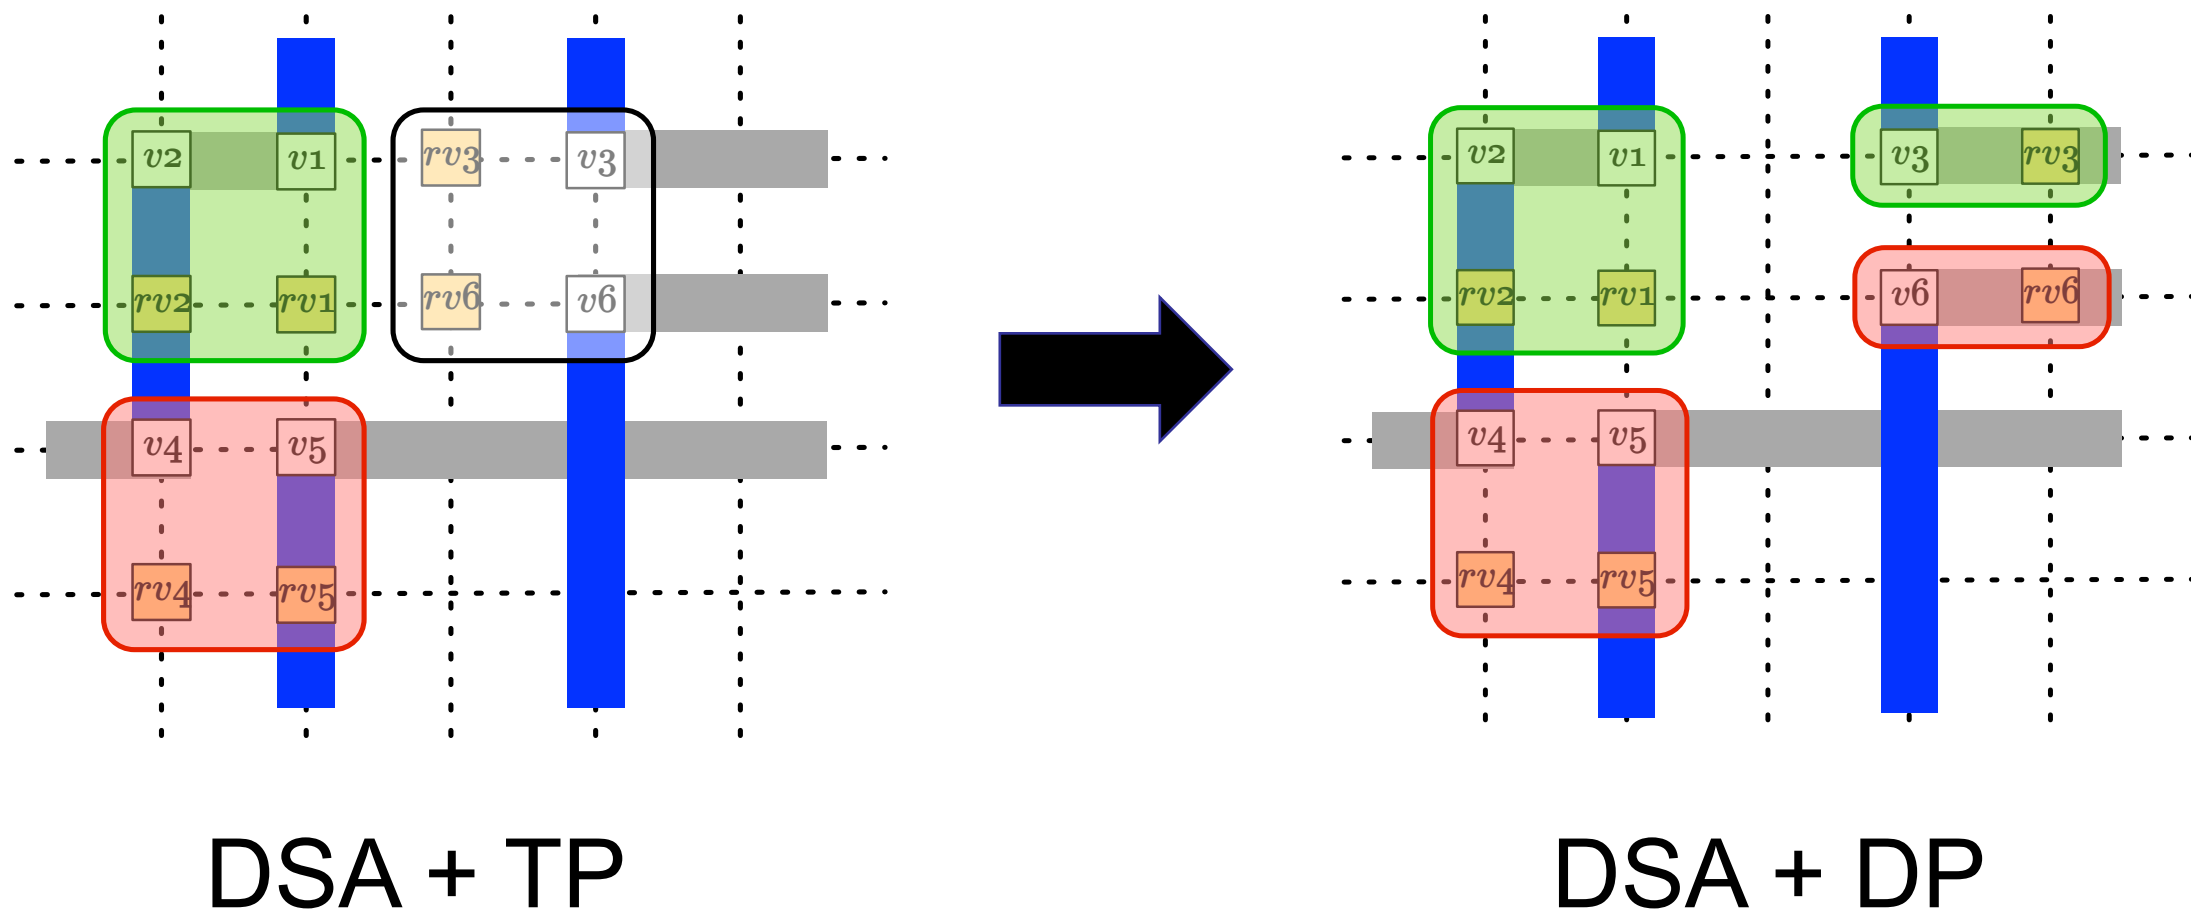 v2 v1 rv3 v3
rv2 rv1 rv6 v6
v4 v5
rv4 rv5
DSA + TP
v2 v1 v3 rv3
rv2 rv1 v6 rv6
v4 v5
rv4 rv5
DSA + DP